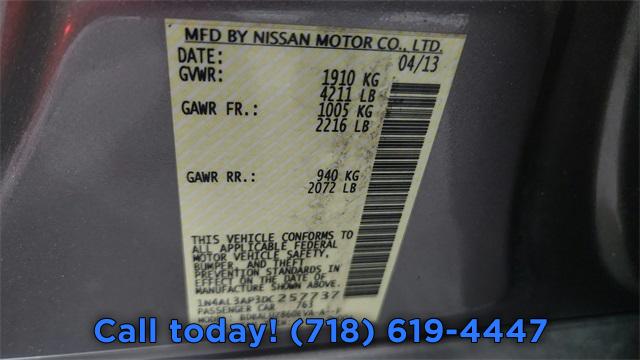 MFD BY NISSAN MOTOR CO., LTD.
DATE: 04/13
GVWR: 1910 KG
4211 LB
GAWR FR.: 1005 KG
2216 LB
GAWR RR.: 940 KG
2072 LB
THIS VEHICLE CONFORMS TO
ALL APPLICABLE FEDERAL
MOTOR VEHICLE SAFETY,
BUMPER, AND THEFT
PREVENTION STANDARDS IN
EFFECT ON THE DATE OF
MANUFACTURE SHOWN ABOVE.
1N4AL3AP3DC257737
PASSENGER CAR /63
Call today! (718) 619-4447